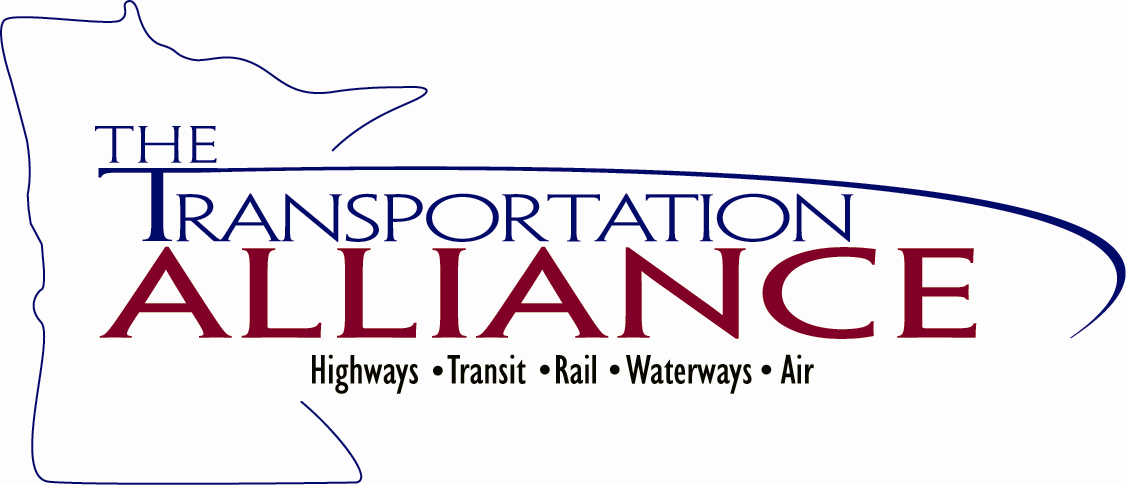 THE
TRANSPORTATION
ALLIANCE
Highways • Transit • Rail • Waterways • Air